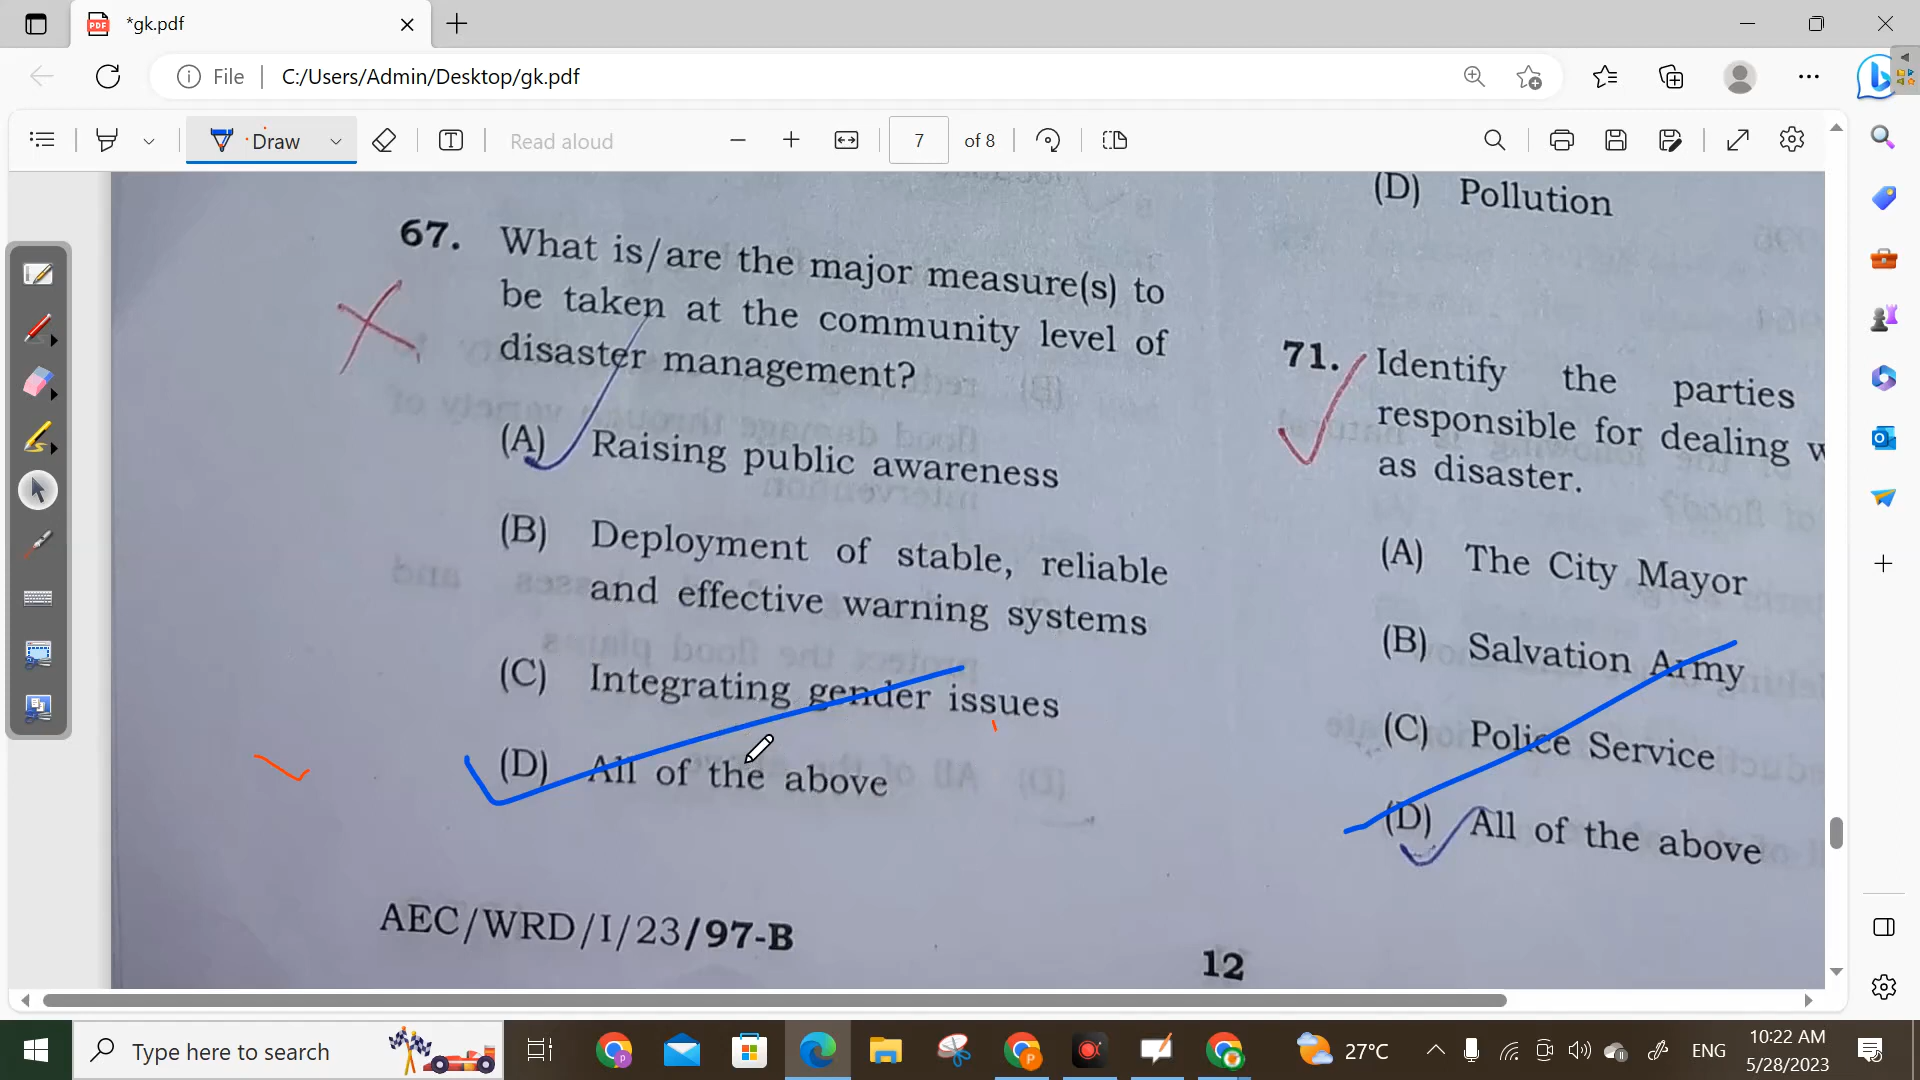 *gk.pdf
File
C:/Users/Admin/Desktop/gk.pdf
Draw
Read aloud
7
of 8
67. What is/are the major measure(s) to
be taken at the community level of
disaster management?
(A) Raising public awareness
(B) Deployment of stable, reliable
and effective warning systems
(C) Integrating gender issues
(D) All of the above
AEC/WRD/I/23/97-B
12
(D) Pollution
71. Identify the parties
responsible for dealing w
as disaster.
(A) The City Mayor
(B) Salvation Army
(C) Police Service
(D) All of the above
Type here to search
27°C
ENG
10:22 AM
5/28/2023